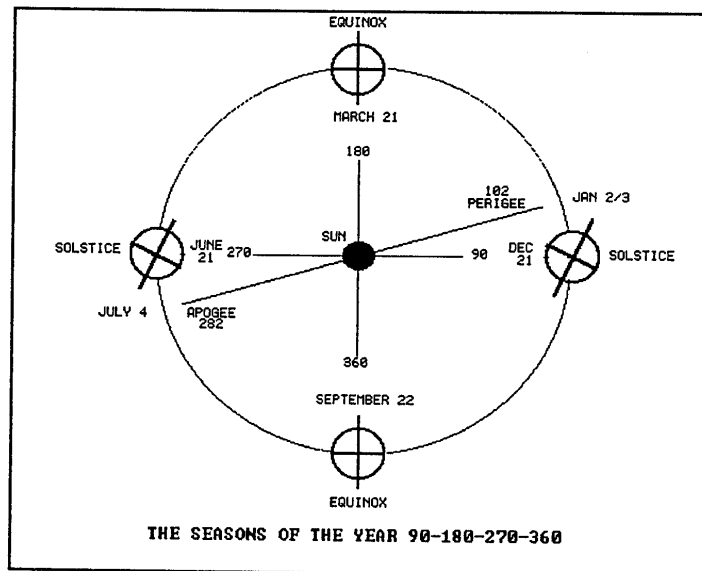 EQUINOX
MARCH 21
180
102
PERIGEE
JAN 2/3
SUN
SOLSTICE
JUNE
21
270
90
DEC
21
SOLSTICE
JULY 4
APOGEE
282
360
SEPTEMBER 22
EQUINOX
THE SEASONS OF THE YEAR 90-180-270-360